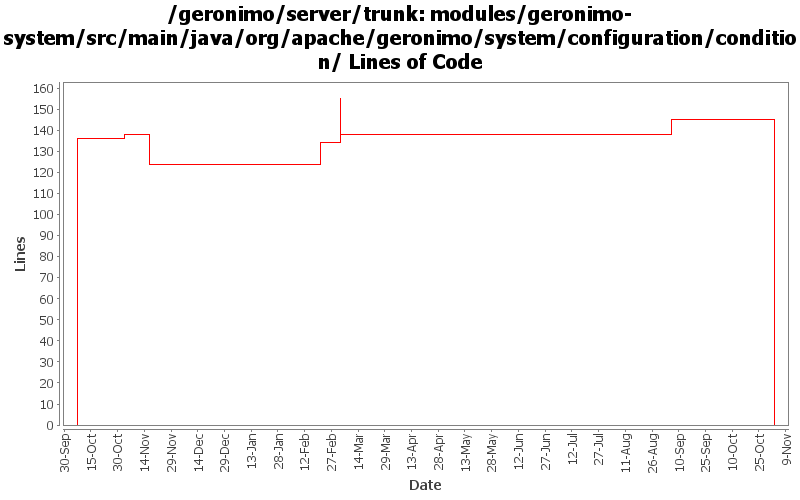 /geronimo/server/trunk: modules/geronimo-
system/src/main/java/org/apache/geronimo/system/configuration/conditio
n/ Lines of Code
160
150
140
130
120
110
100
90
80
70
60
50
40
30
20
10
0
Lines
30-Sep
15-Oct
30-Oct
14-Nov
29-Nov
14-Dec
29-Dec
13-Jan
28-Jan
12-Feb
27-Feb
14-Mar
29-Mar
13-Apr
28-Apr
13-May
28-May
12-Jun
27-Jun
12-Jul
27-Jul
11-Aug
26-Aug
10-Sep
25-Sep
10-Oct
25-Oct
9-Nov
Date